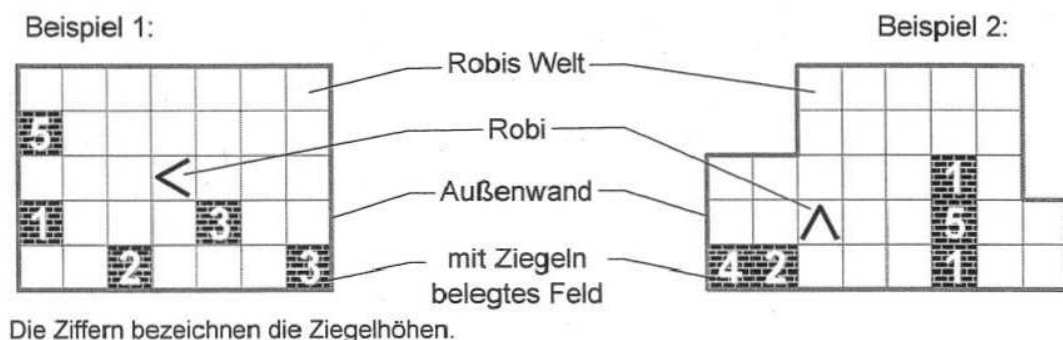 Beispiel 1:
Beispiel 2:
Robis Welt
Robi
Außenwand
mit Ziegeln
belegtes Feld
5
1
3
2
3
1
5
4 2
1
Die Ziffern bezeichnen die Ziegelhöhen.